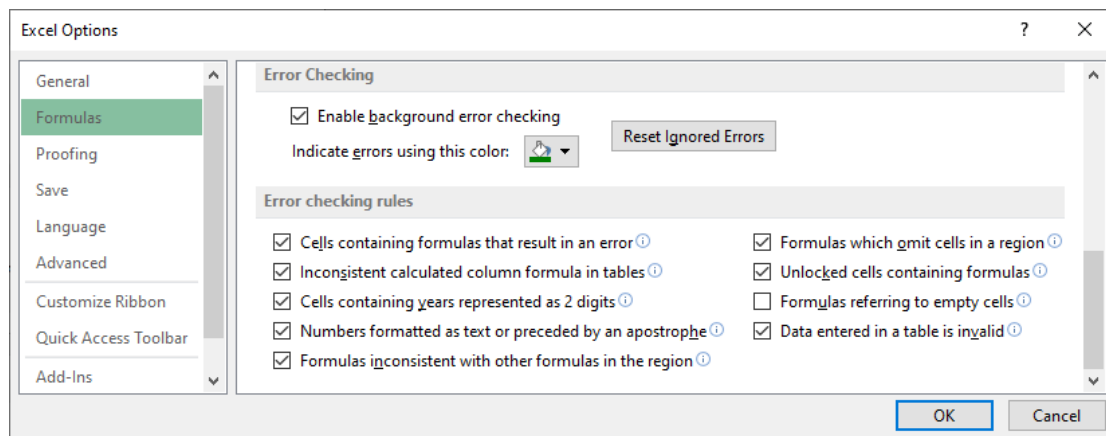 Excel Options
?
General
Formulas
Proofing
Save
Language
Advanced
Customize Ribbon
Quick Access Toolbar
Add-Ins
Error Checking
Enable background error checking
Indicate errors using this color:
Reset Ignored Errors
Error checking rules
Cells containing formulas that result in an error
Inconsistent calculated column formula in tables
Cells containing years represented as 2 digits
Numbers formatted as text or preceded by an apostrophe
Formulas inconsistent with other formulas in the region
Formulas which omit cells in a region
Unlocked cells containing formulas
Formulas referring to empty cells
Data entered in a table is invalid
OK
Cancel